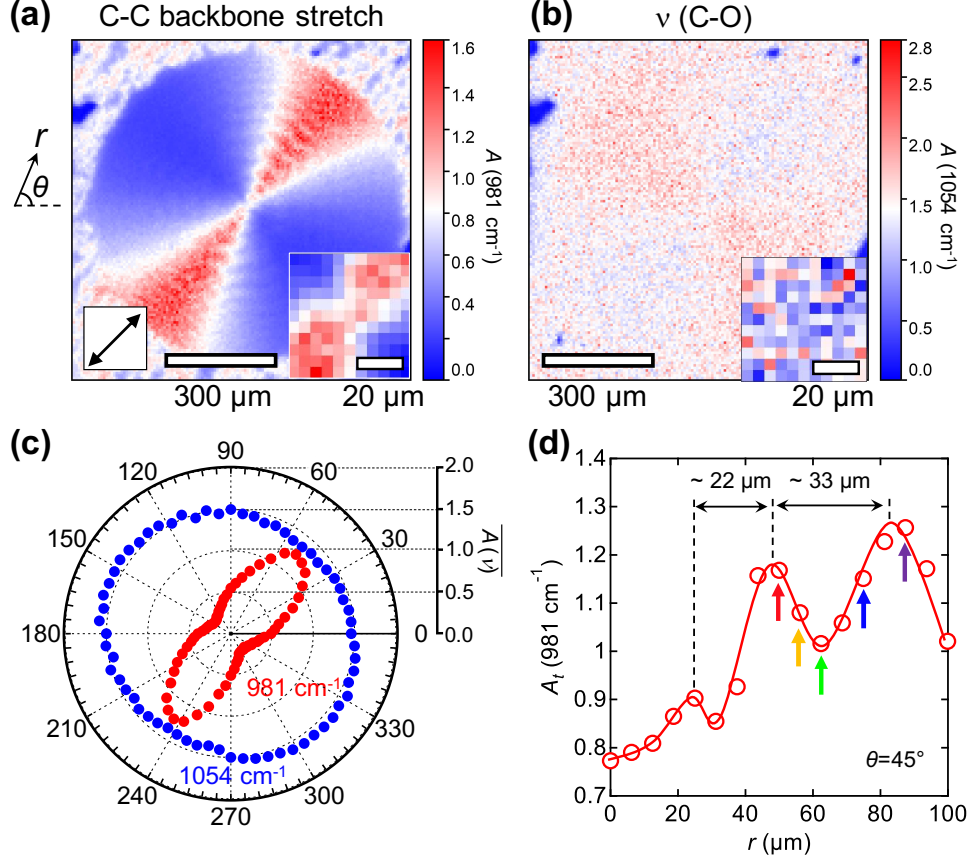 (a) C-C backbone stretch
r
θ
300 µm
20 µm
1.6
1.4
1.2
1.0
0.8
0.6
0.4
0.2
0.0
A (981 cm⁻¹)
(b) ν (C-O)
300 µm
20 µm
2.8
2.5
2.0
1.5
1.0
0.5
0.0
A (1054 cm⁻¹)
(c)
90
120
60
150
30
180
0
210
330
240
300
270
2.0
1.5
1.0
0.5
0.0
A (ν)
981 cm⁻¹
1054 cm⁻¹
(d)
1.4
1.3
1.2
1.1
1
0.9
0.8
0.7
Aₜ (981 cm⁻¹)
~ 22 µm
~ 33 µm
θ=45°
0 20 40 60 80 100
r (µm)